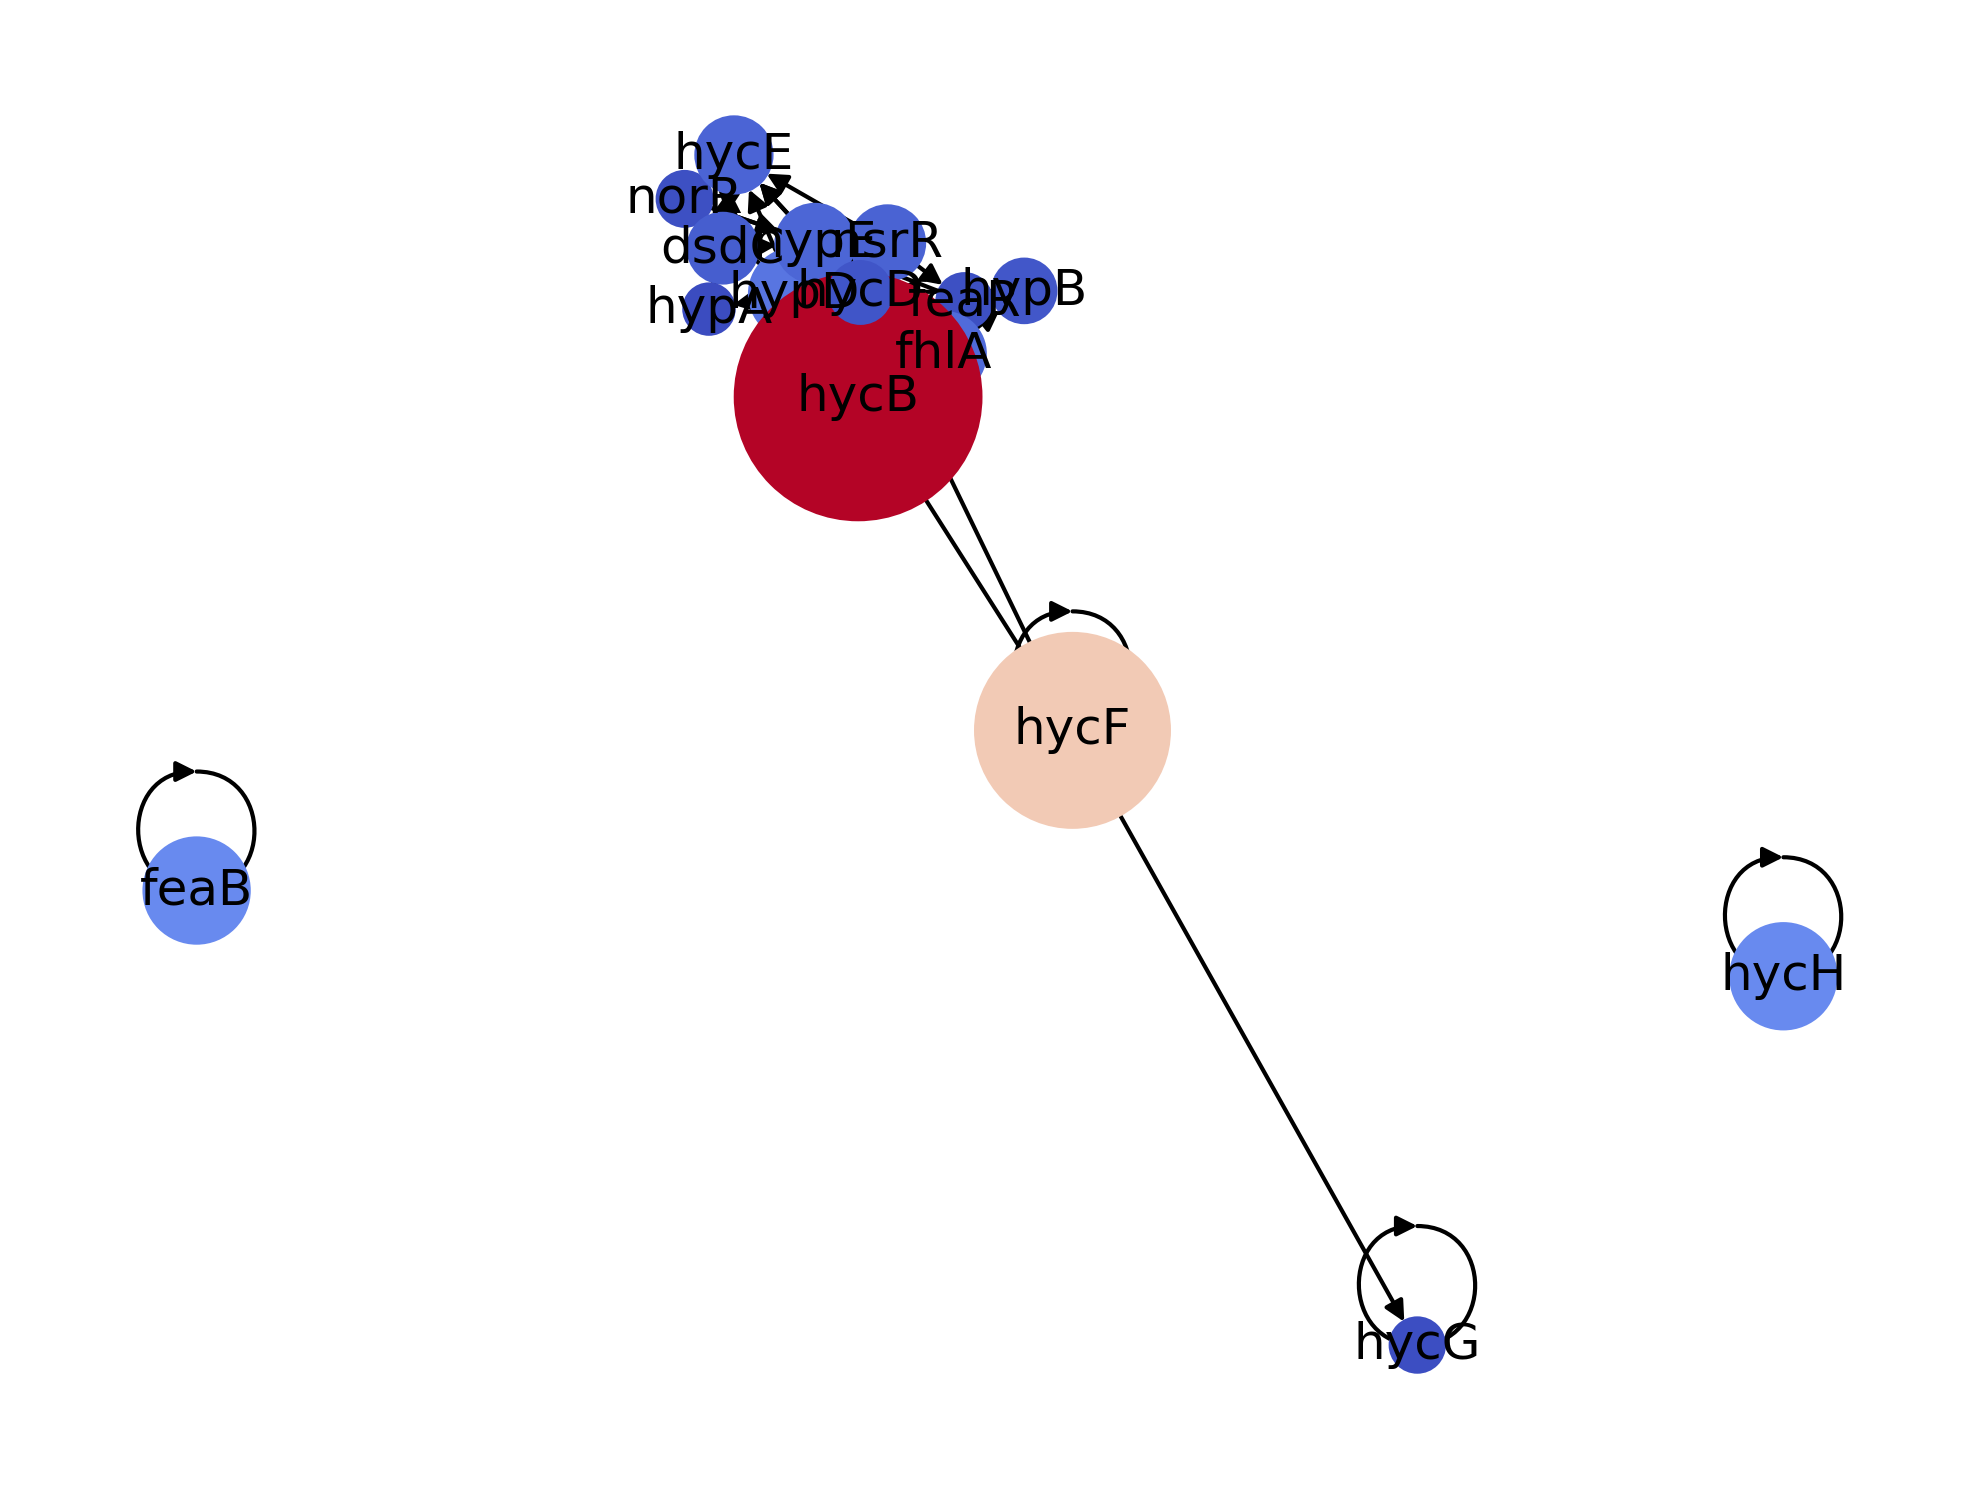 hycE
norR
dsdC
hypE
nsrR
hypA
hypD
hycD
feaR
hypB
fhlA
hycB
hycF
feaB
hycH
hycG